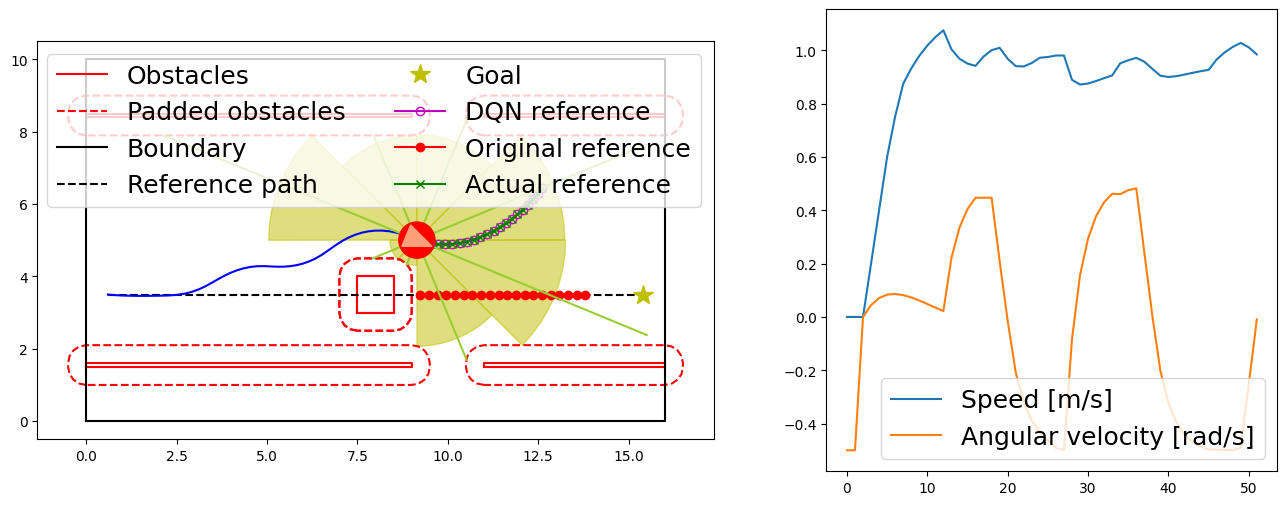 10
8
6
4
2
0
0.0 2.5 5.0 7.5 10.0 12.5 15.0
Obstacles
Padded obstacles
Boundary
Reference path
Goal
DQN reference
Original reference
Actual reference
1.0
0.8
0.6
0.4
0.2
0.0
−0.2
−0.4
0 10 20 30 40 50
Speed [m/s]
Angular velocity [rad/s]